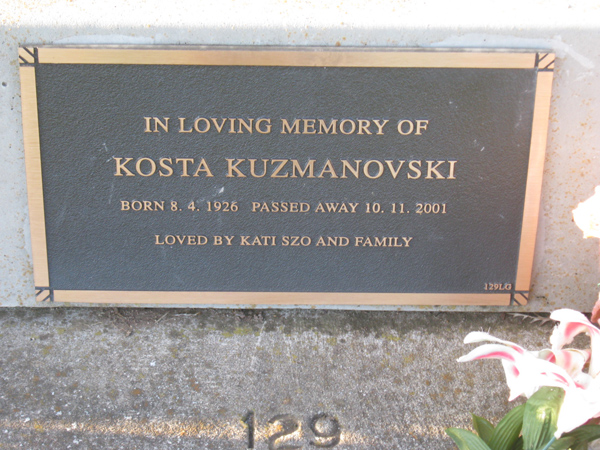 IN LOVING MEMORY OF
KOSTA KUZMANOVSKI
BORN 8. 4. 1926 PASSED AWAY 10. 11. 2001
LOVED BY KATI SZO AND FAMILY
129LG
129